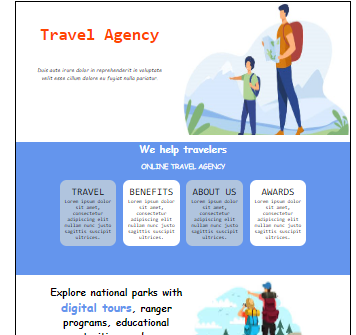 Travel Agency
Duis aute irure dolor in reprehenderit in voluptate
velit esse cillum dolore eu fugiat nulla pariatur
We help travelers
ONLINE TRAVEL AGENCY
TRAVEL
Lorem ipsum dolor
sit amet,
consectetur
adipiscing elit
nullam nunc justo
sagittis suscipit
ultrices.
BENEFITS
Lorem ipsum dolor
sit amet,
consectetur
adipiscing elit
nullam nunc justo
sagittis suscipit
ultrices.
ABOUT US
Lorem ipsum dolor
sit amet,
consectetur
adipiscing elit
nullam nunc justo
sagittis suscipit
ultrices.
AWARDS
Lorem ipsum dolor
sit amet,
consectetur
adipiscing elit
nullam nunc justo
sagittis suscipit
ultrices.
Explore national parks with
digital tours, ranger
programs, educational